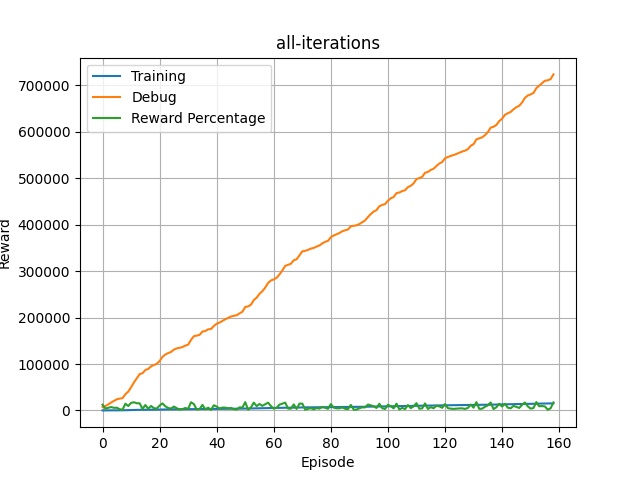 all-iterations
Training
Debug
Reward Percentage
700000
600000
500000
400000
300000
200000
100000
0
Reward
0 20 40 60 80 100 120 140 160
Episode